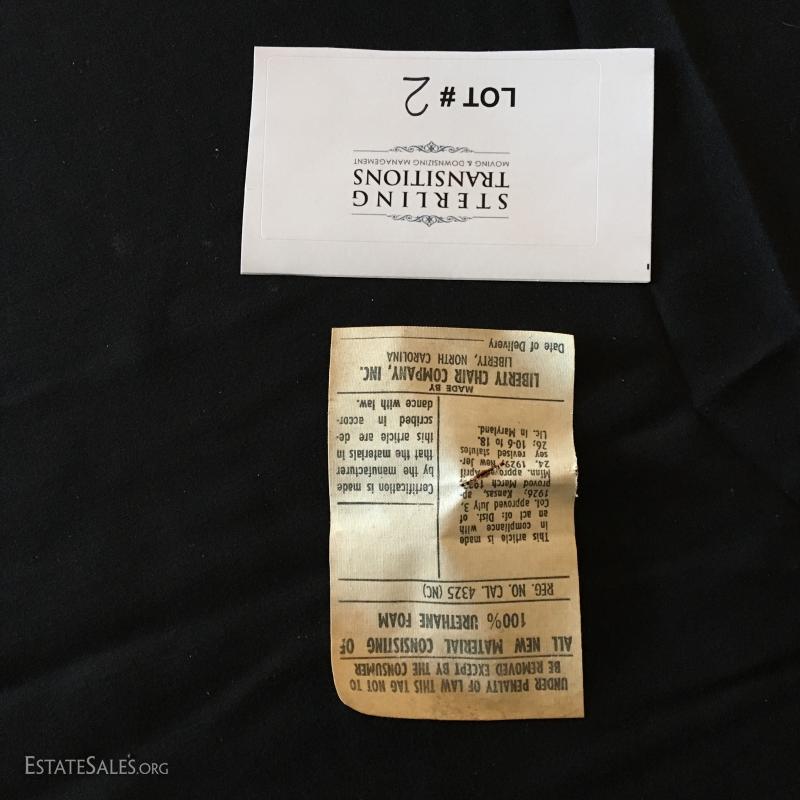 LOT # 2
STERLING
TRANSITIONS
MOVING & DOWNSIZING MANAGEMENT
UNDER PENALTY OF LAW THIS TAG NOT TO
BE REMOVED EXCEPT BY THE CONSUMER
ALL NEW MATERIAL CONSISTING OF
100% URETHANE FOAM
REG. NO. CAL. 4325 (NC)
This article is made
in compliance with
an act of: Dist. of
Col. approved July 3,
1926; Kansas, ap-
proved March
Minn. approved April
24, 1929; New Jer-
sey revised statutes
26; 10-6 to 18.
Lic. in Maryland.
Certification is made
by the manufacturer
that the materials in
this article are de-
scribed in accor-
dance with law.
MADE BY
LIBERTY CHAIR COMPANY, INC.
LIBERTY, NORTH CAROLINA
Date of Delivery
ESTATESALES.ORG